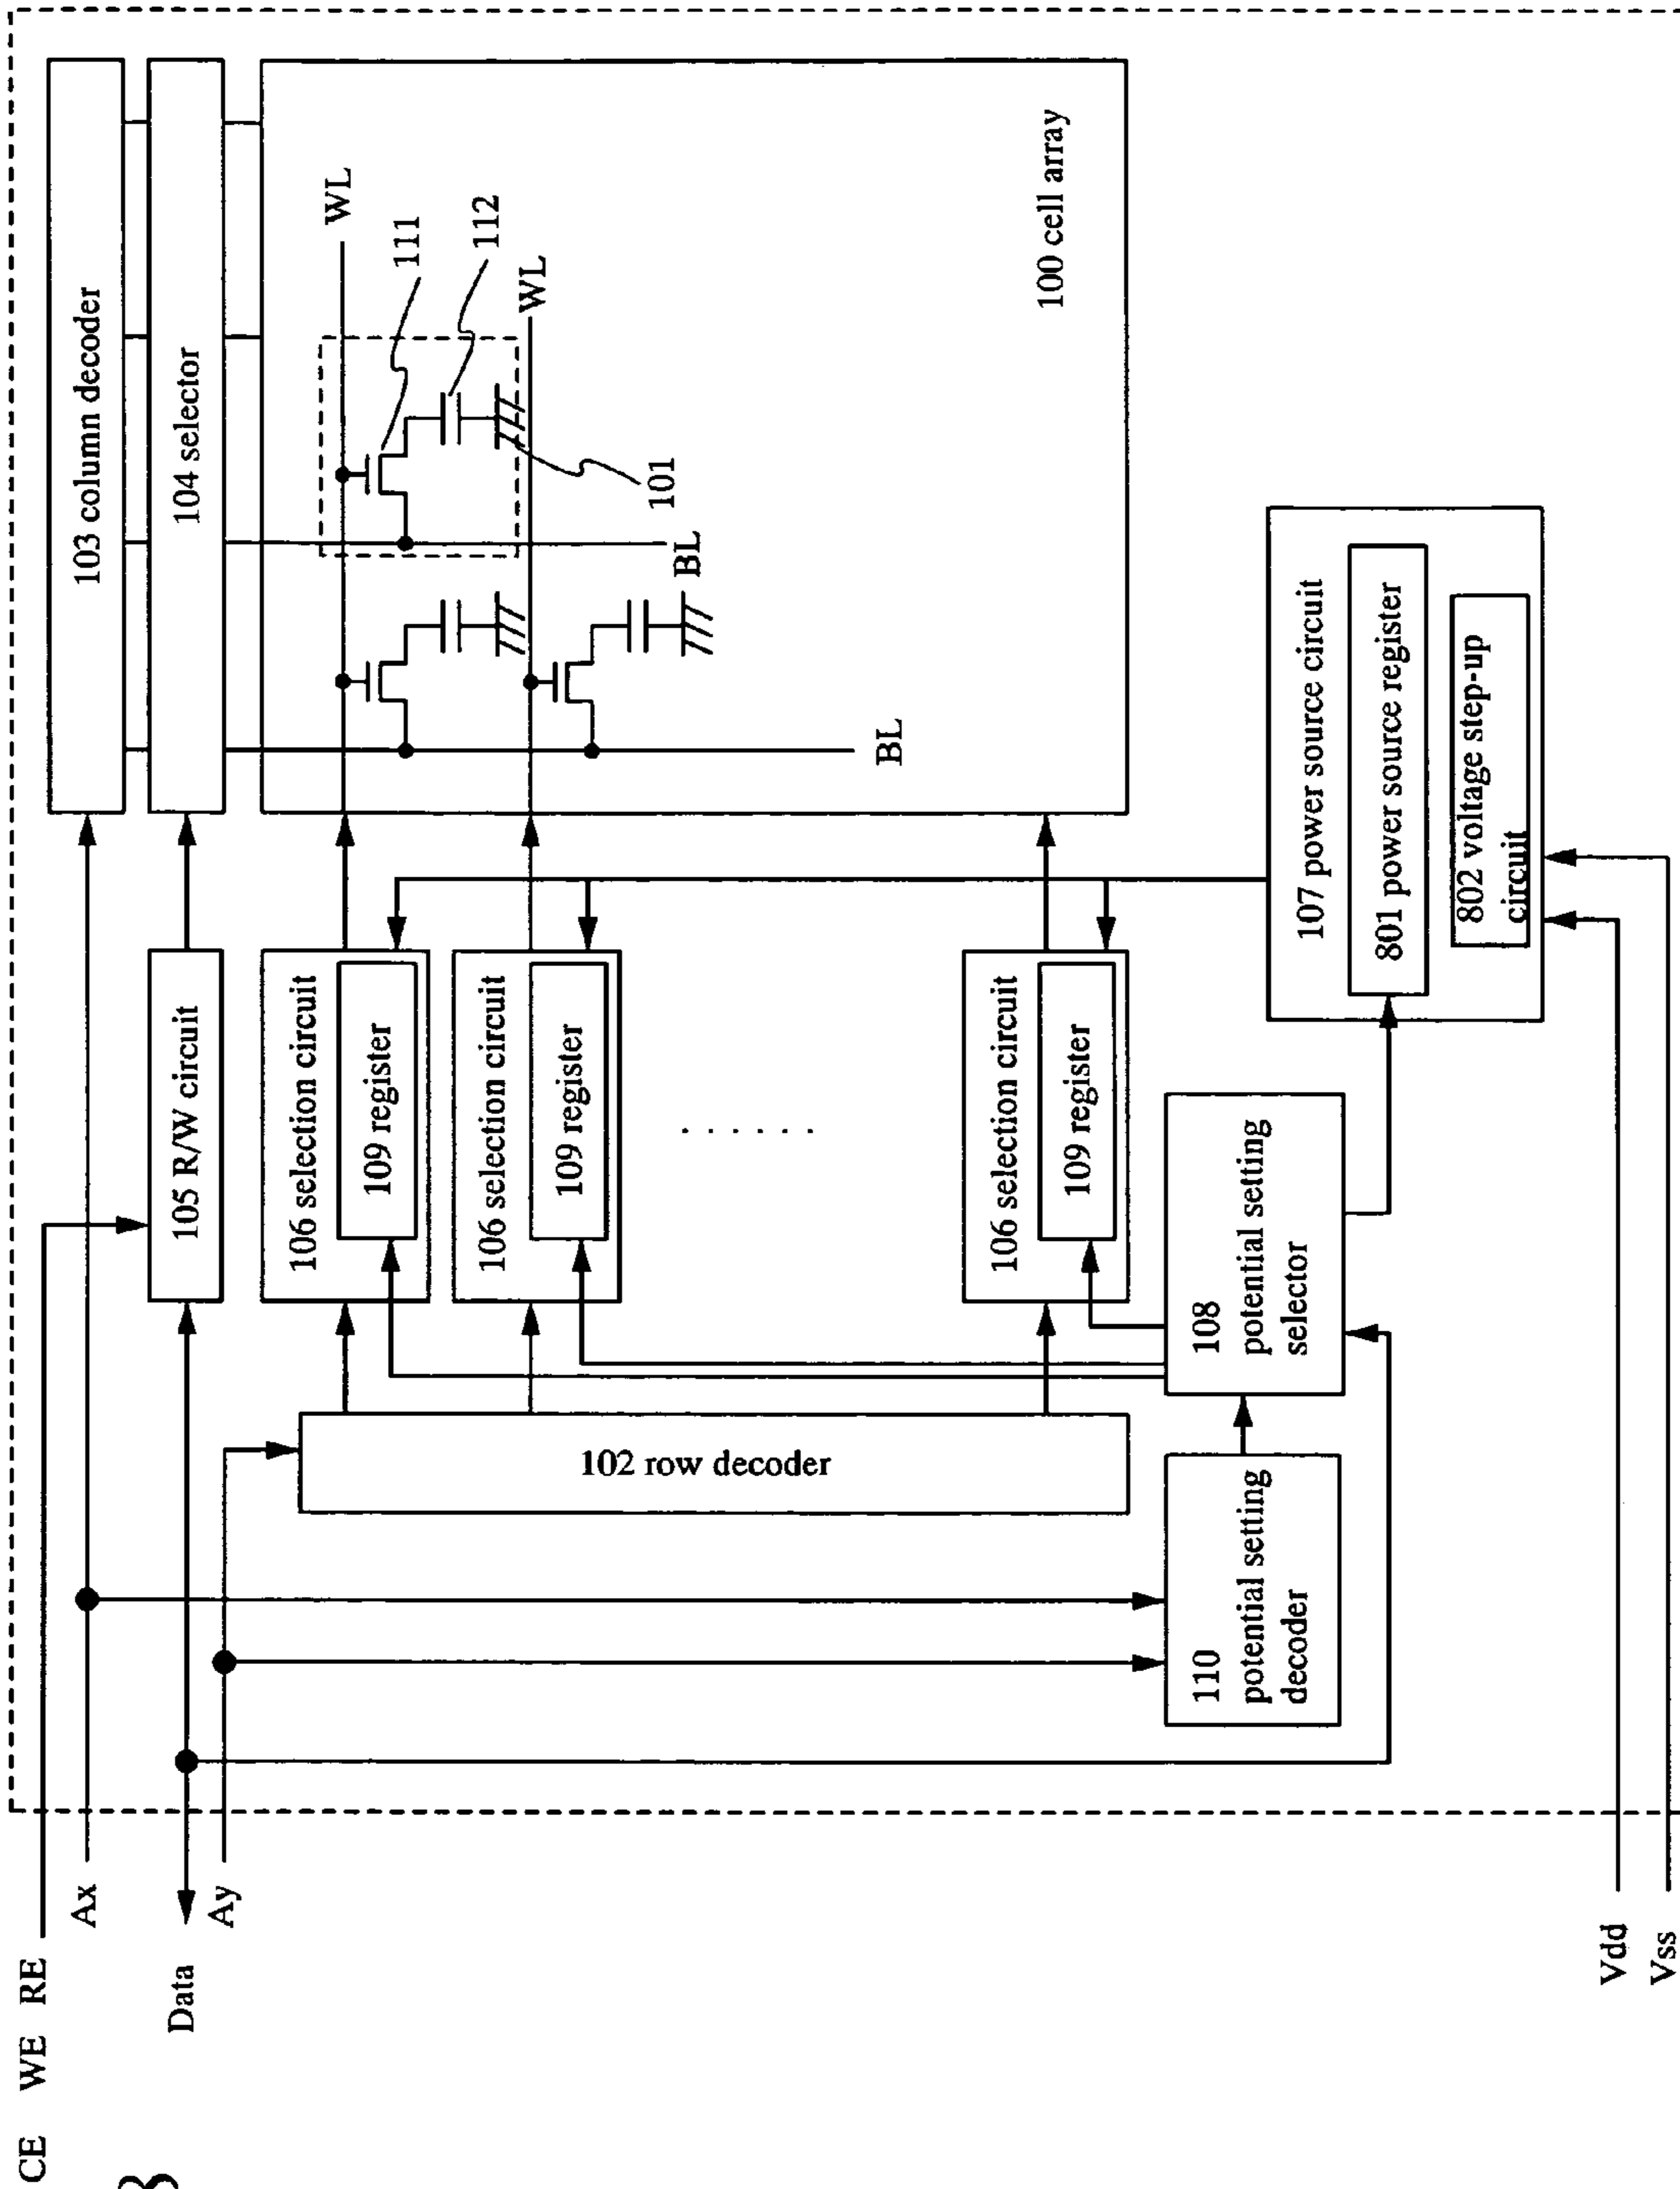 CE WE RE
Ax
Data
Ay
103 column decoder
104 selector
105 R/W circuit
106 selection circuit
109 register
106 selection circuit
109 register
......
106 selection circuit
109 register
102 row decoder
WL
111
112
WL
101
BL
BL
100 cell array
110
potential setting
decoder
108
potential setting
selector
107 power source circuit
801 power source register
802 voltage step-up
circuit
Vdd
Vss